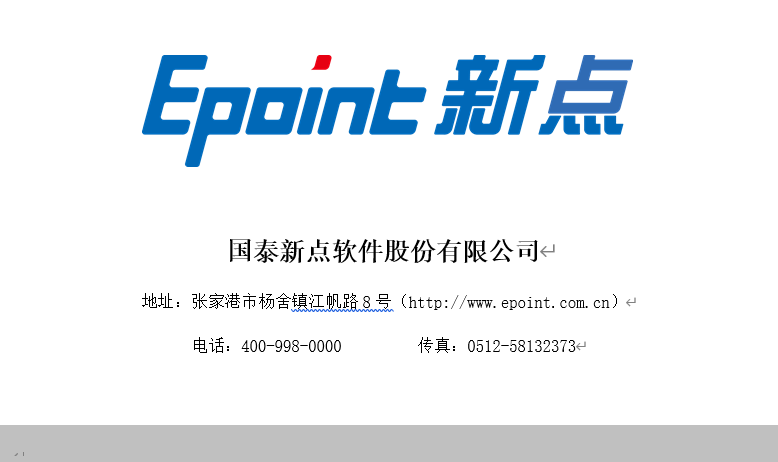 Epoint 新点
国泰新点软件股份有限公司
地址：张家港市杨舍镇江帆路8号（http://www.epoint.com.cn）
电话：400-998-0000 传真：0512-58132373